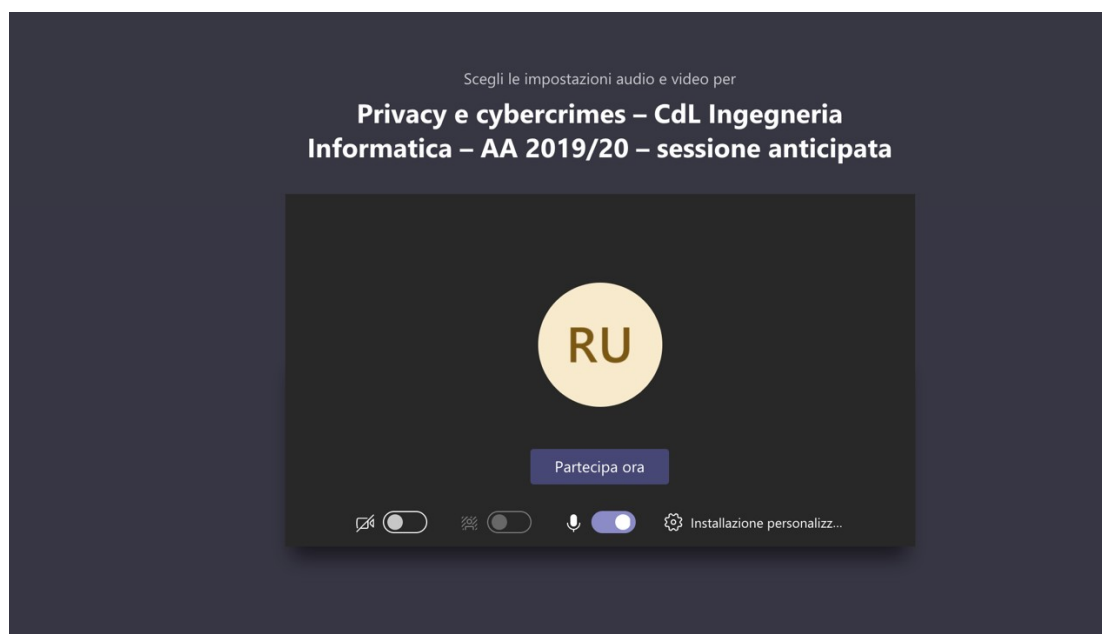 Scegli le impostazioni audio e video per
Privacy e cybercrimes – CdL Ingegneria
Informatica – AA 2019/20 – sessione anticipata
RU
Partecipa ora
Installazione personalizz...